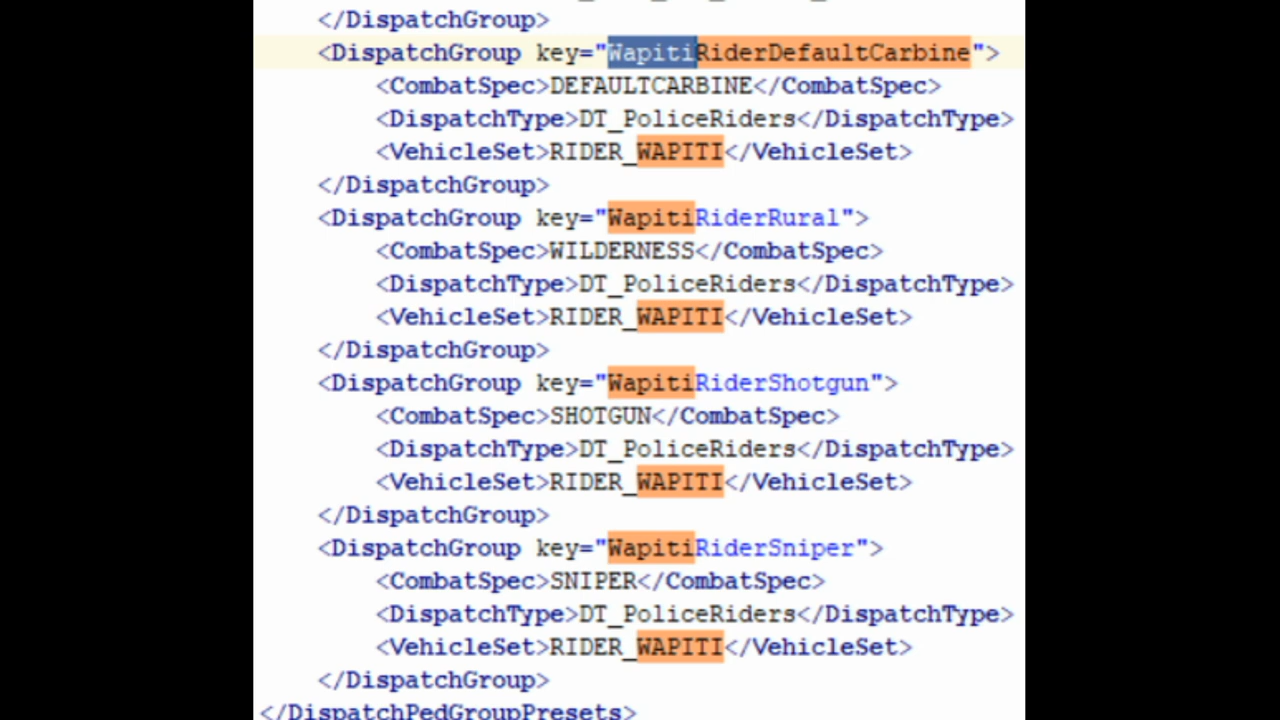 </DispatchGroup>
<DispatchGroup key="WapitiRiderDefaultCarbine">
<CombatSpec>DEFAULTCARBINE</CombatSpec>
<DispatchType>DT_PoliceRiders</DispatchType>
<VehicleSet>RIDER_WAPITI</VehicleSet>
</DispatchGroup>
<DispatchGroup key="WapitiRiderRural">
<CombatSpec>WILDERNESS</CombatSpec>
<DispatchType>DT_PoliceRiders</DispatchType>
<VehicleSet>RIDER_WAPITI</VehicleSet>
</DispatchGroup>
<DispatchGroup key="WapitiRiderShotgun">
<CombatSpec>SHOTGUN</CombatSpec>
<DispatchType>DT_PoliceRiders</DispatchType>
<VehicleSet>RIDER_WAPITI</VehicleSet>
</DispatchGroup>
<DispatchGroup key="WapitiRiderSniper">
<CombatSpec>SNIPER</CombatSpec>
<DispatchType>DT_PoliceRiders</DispatchType>
<VehicleSet>RIDER_WAPITI</VehicleSet>
</DispatchGroup>
</DispatchPedGroupPresets>